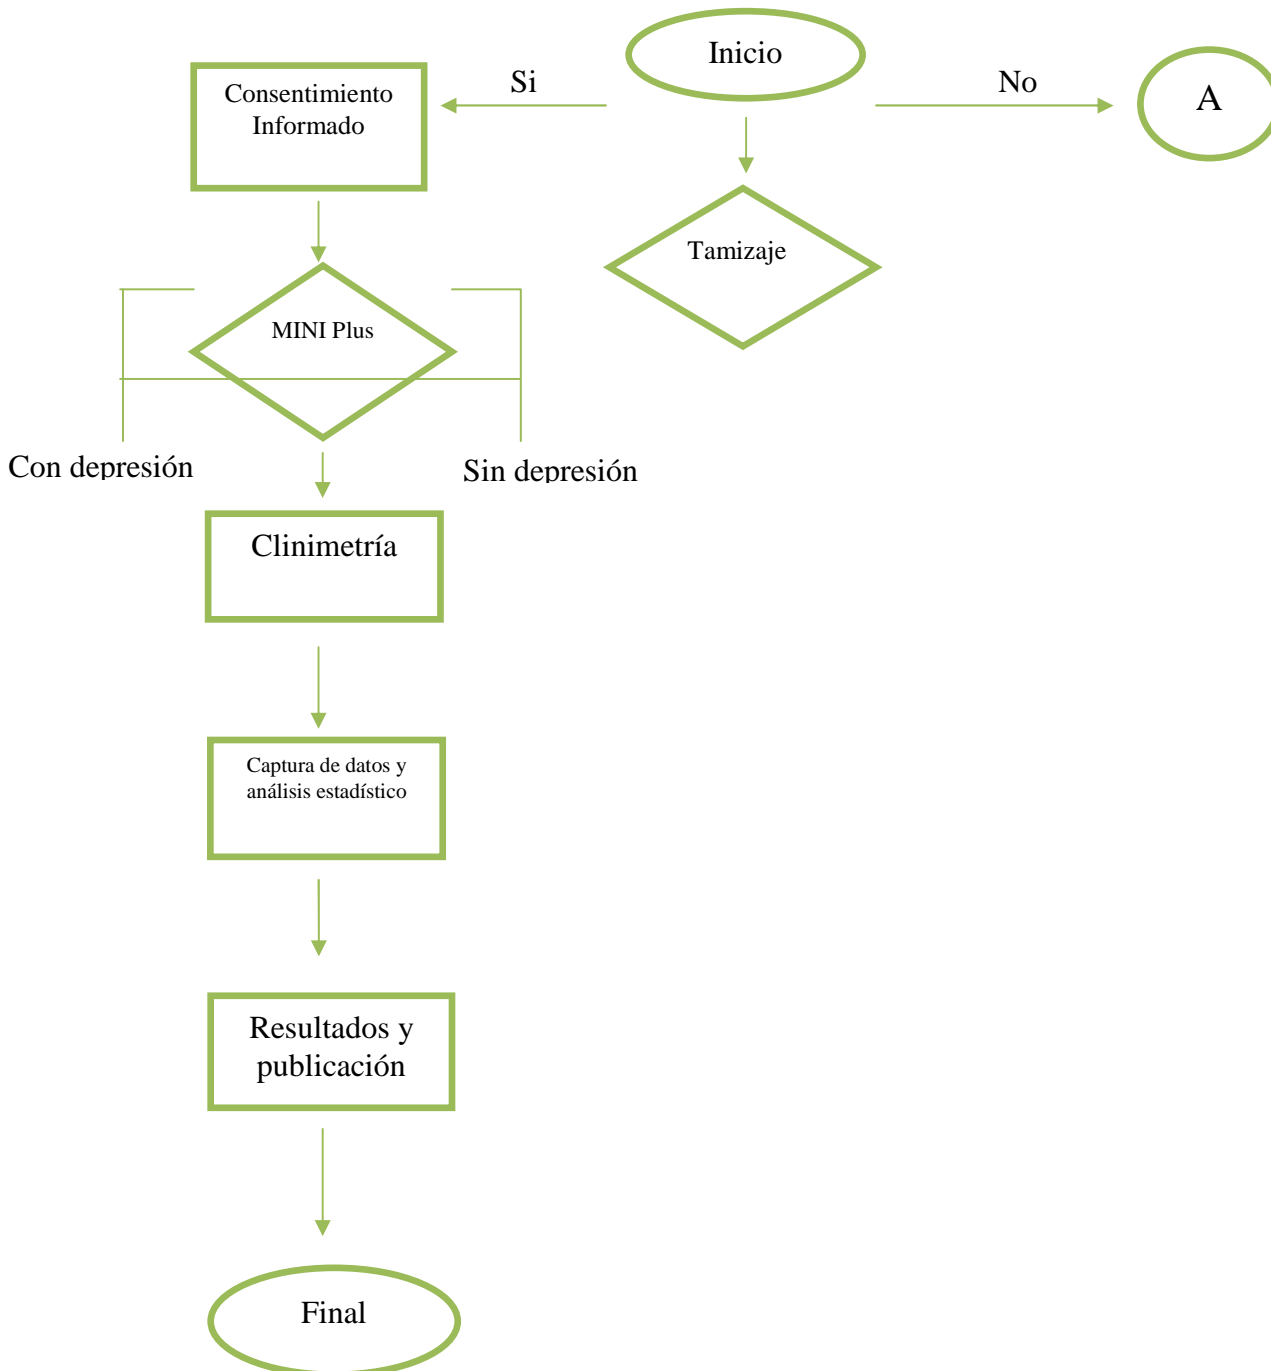 Inicio
Si
No
A
Consentimiento
Informado
Tamizaje
MINI Plus
Con depresión
Sin depresión
Clinimetría
Captura de datos y
análisis estadístico
Resultados y
publicación
Final